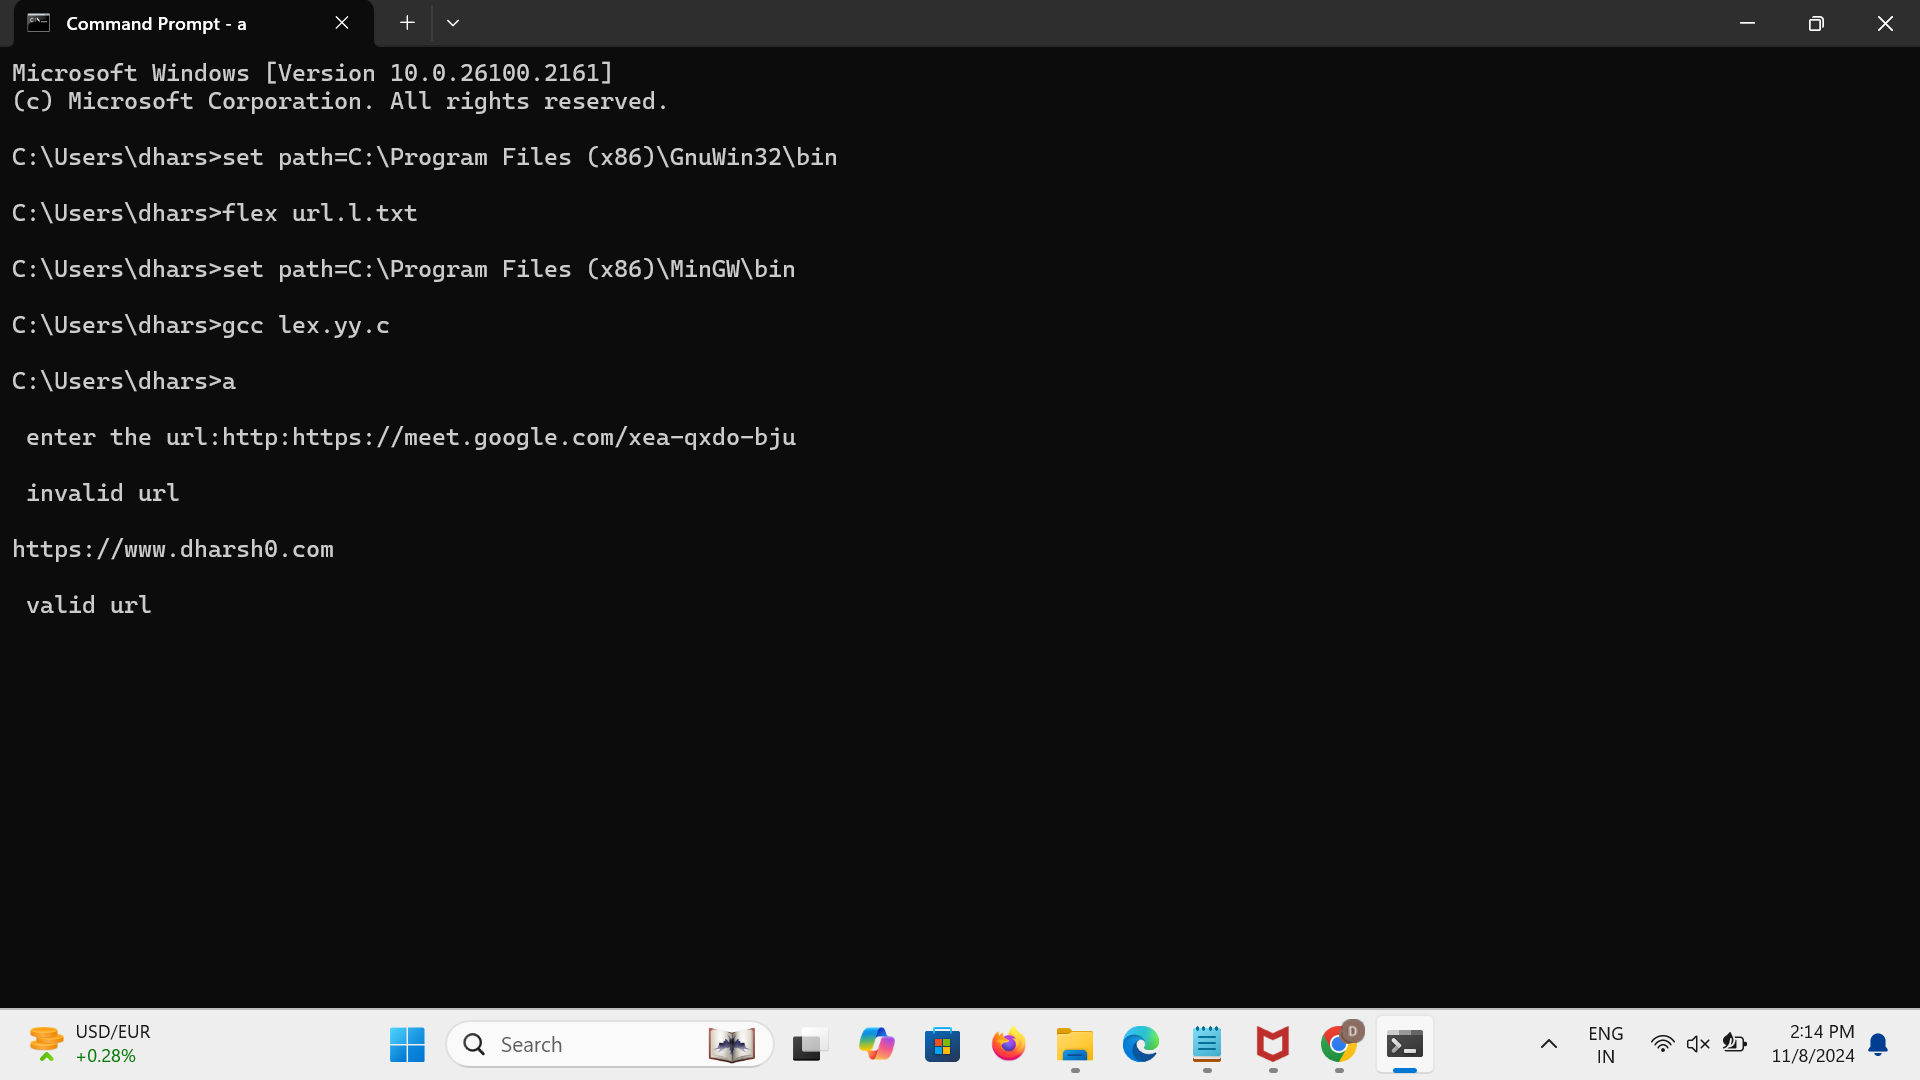 Command Prompt - a
Microsoft Windows [Version 10.0.26100.2161]
(c) Microsoft Corporation. All rights reserved.
C:\Users\dhars>set path=C:\Program Files (x86)\GnuWin32\bin
C:\Users\dhars>flex url.l.txt
C:\Users\dhars>set path=C:\Program Files (x86)\MinGW\bin
C:\Users\dhars>gcc lex.yy.c
C:\Users\dhars>a
enter the url:http:https://meet.google.com/xea-qxdo-bju
invalid url
https://www.dharsh0.com
valid url
USD/EUR
+0.28%
Search
D
ENG
IN
2:14 PM
11/8/2024